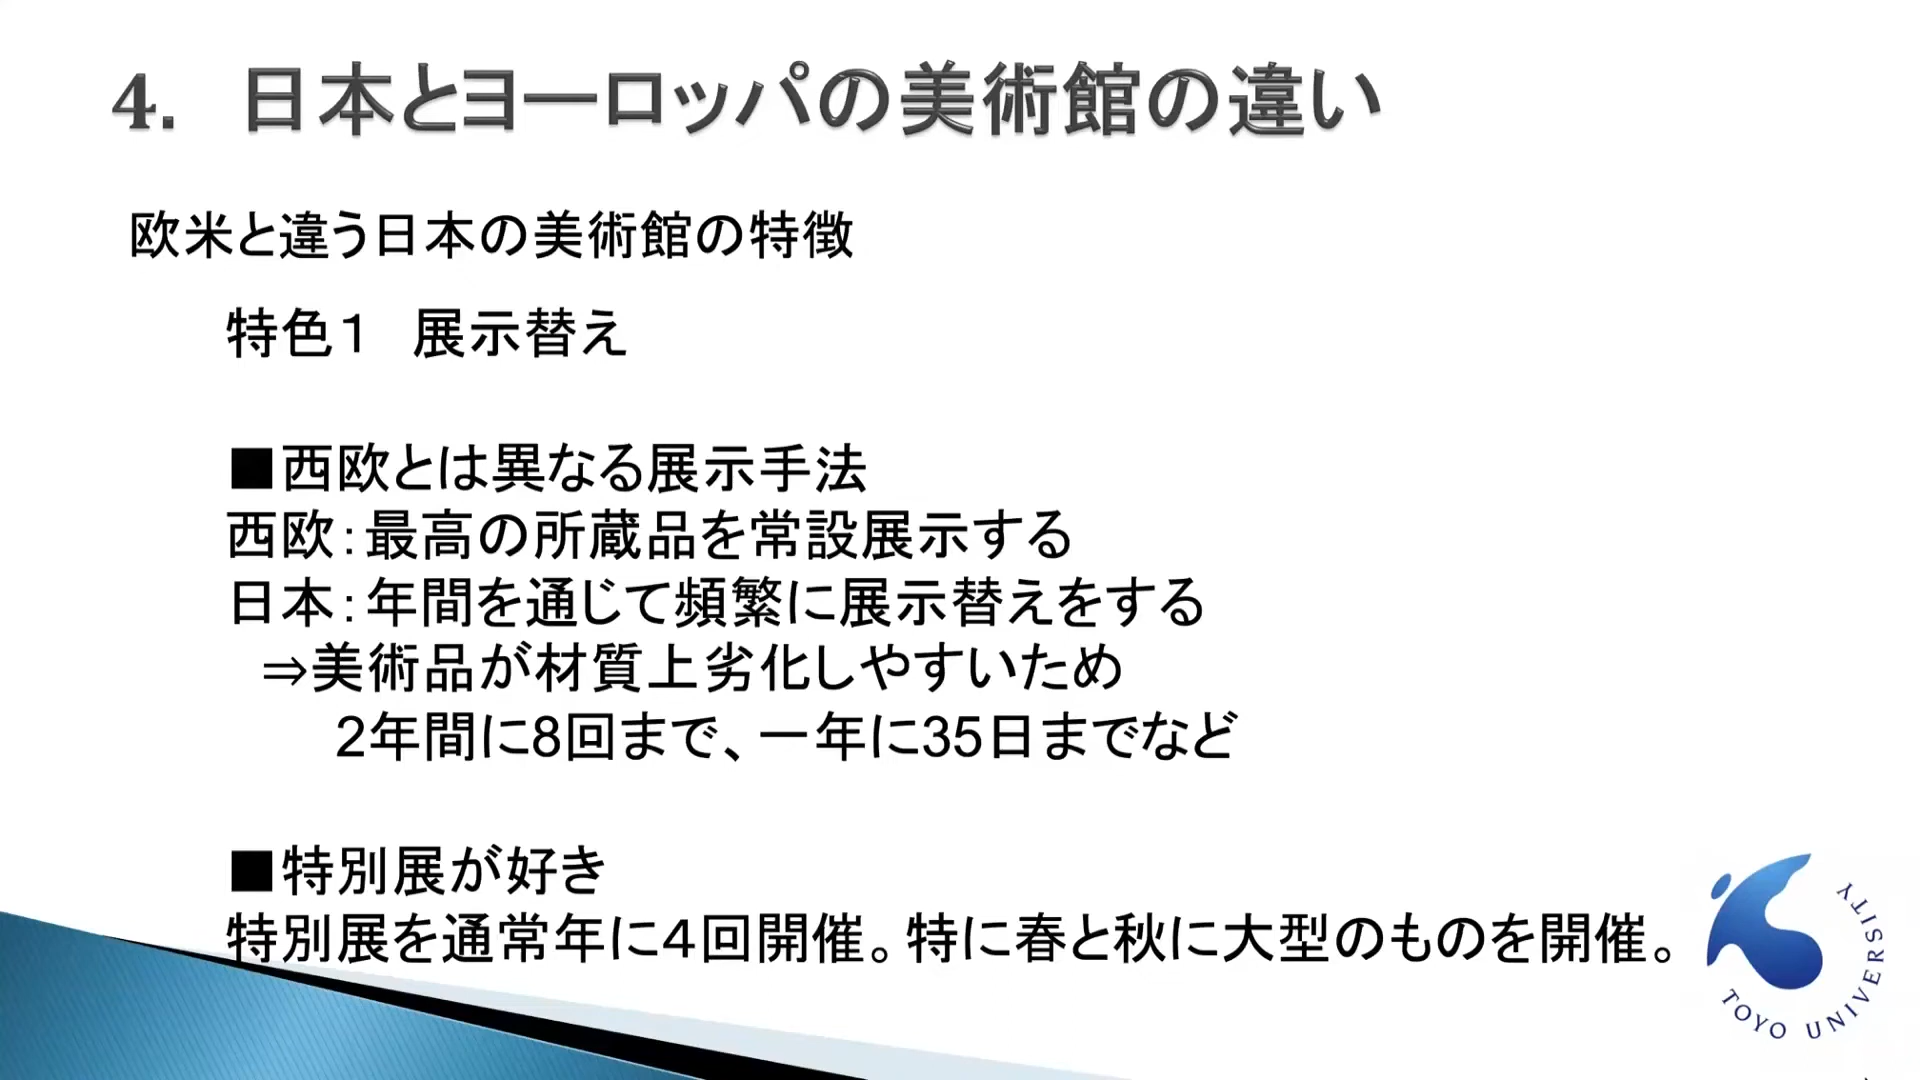 4. 日本とヨーロッパの美術館の違い
欧米と違う日本の美術館の特徴
特色１　展示替え
■西欧とは異なる展示手法
西欧：最高の所蔵品を常設展示する
日本：年間を通じて頻繁に展示替えをする
⇒美術品が材質上劣化しやすいため
2年間に8回まで、一年に35日までなど
■特別展が好き
特別展を通常年に４回開催。特に春と秋に大型のものを開催。
TOYO UNIVERSITY